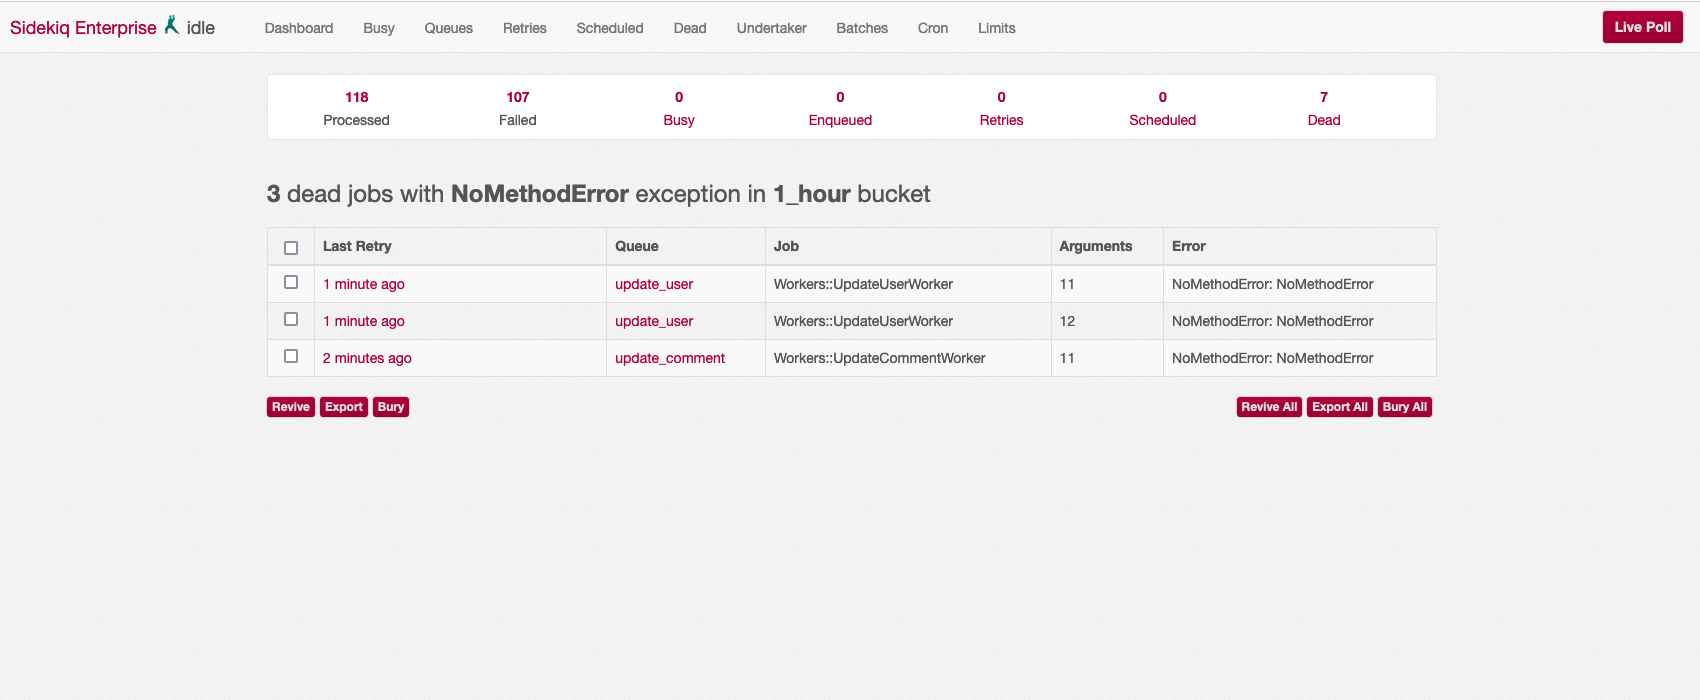 Sidekiq Enterprise idle Dashboard Busy Queues Retries Scheduled Dead Undertaker Batches Cron Limits Live Poll
118 107 0 0 0 0 7
Processed Failed Busy Enqueued Retries Scheduled Dead
3 dead jobs with NoMethodError exception in 1_hour bucket
Last Retry Queue Job Arguments Error
1 minute ago update_user Workers::UpdateUserWorker 11 NoMethodError: NoMethodError
1 minute ago update_user Workers::UpdateUserWorker 12 NoMethodError: NoMethodError
2 minutes ago update_comment Workers::UpdateCommentWorker 11 NoMethodError: NoMethodError
Revive Export Bury Revive All Export All Bury All